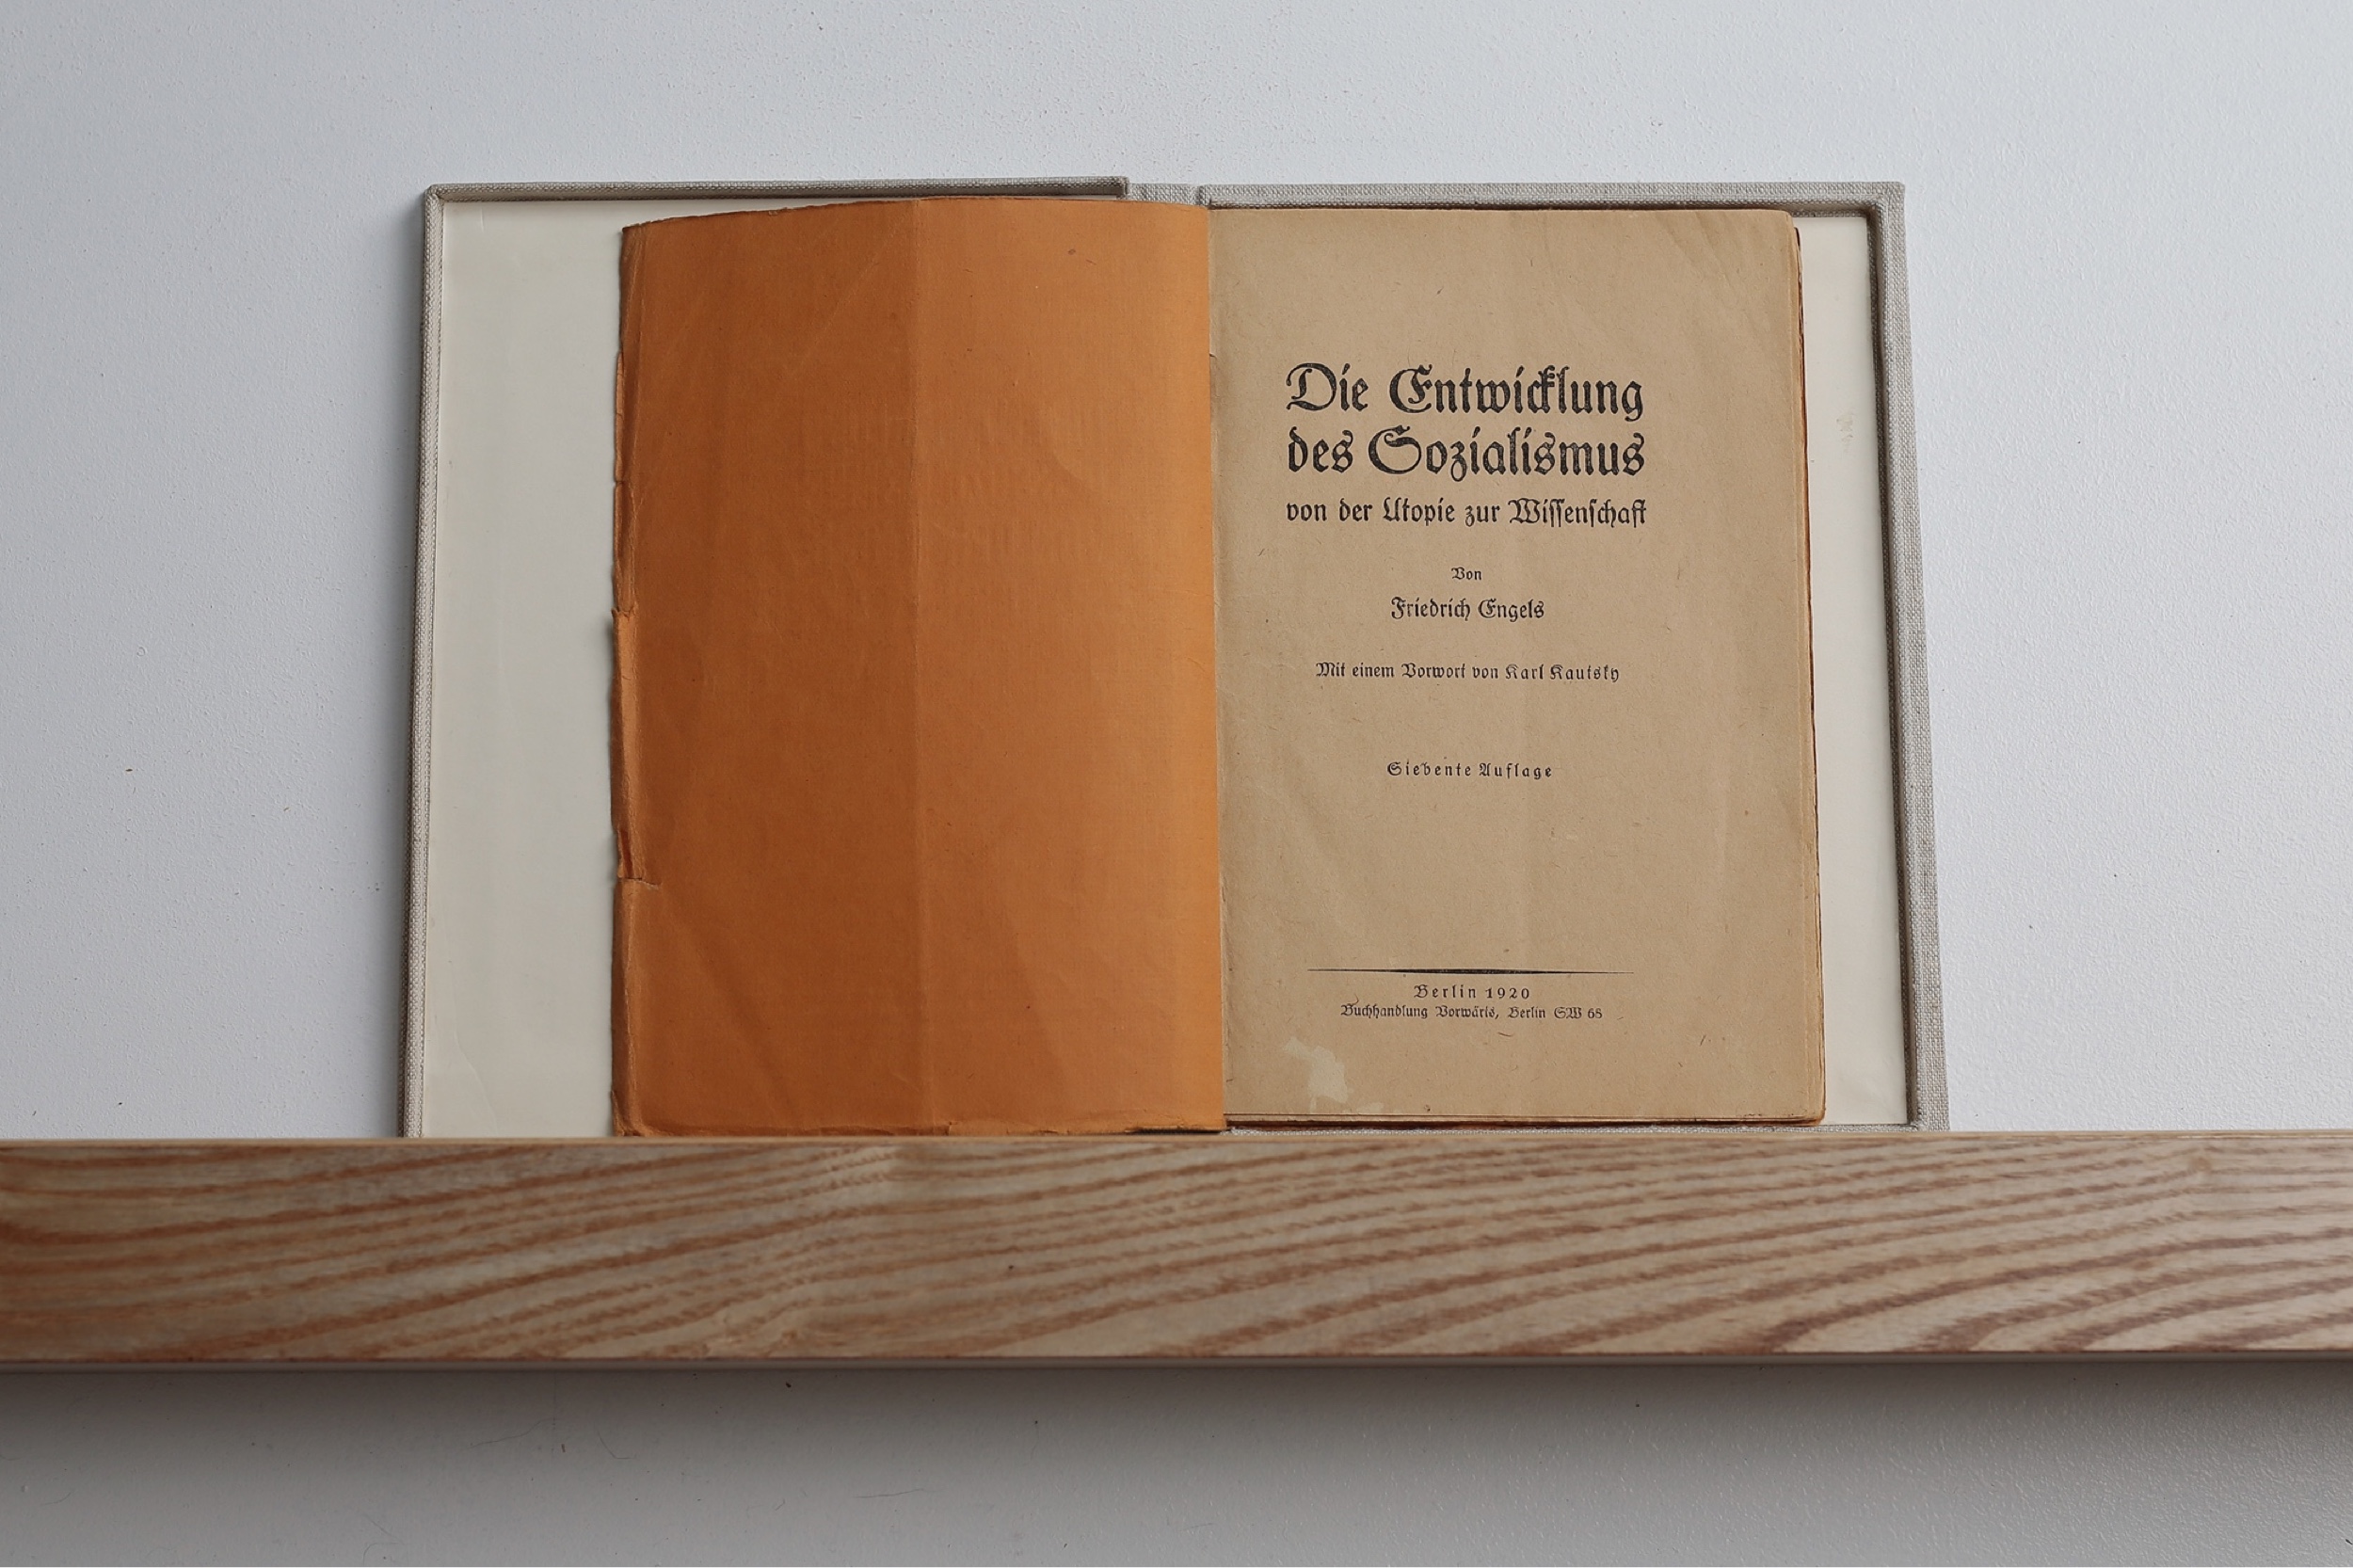 Die Entwicklung
des Sozialismus
von der Utopie zur Wiſſenſchaft
Von
Friedrich Engels
Mit einem Vorwort von Karl Kautsky
Siebente Auflage
Berlin 1920
Buchhandlung Vorwärts, Berlin SW 68